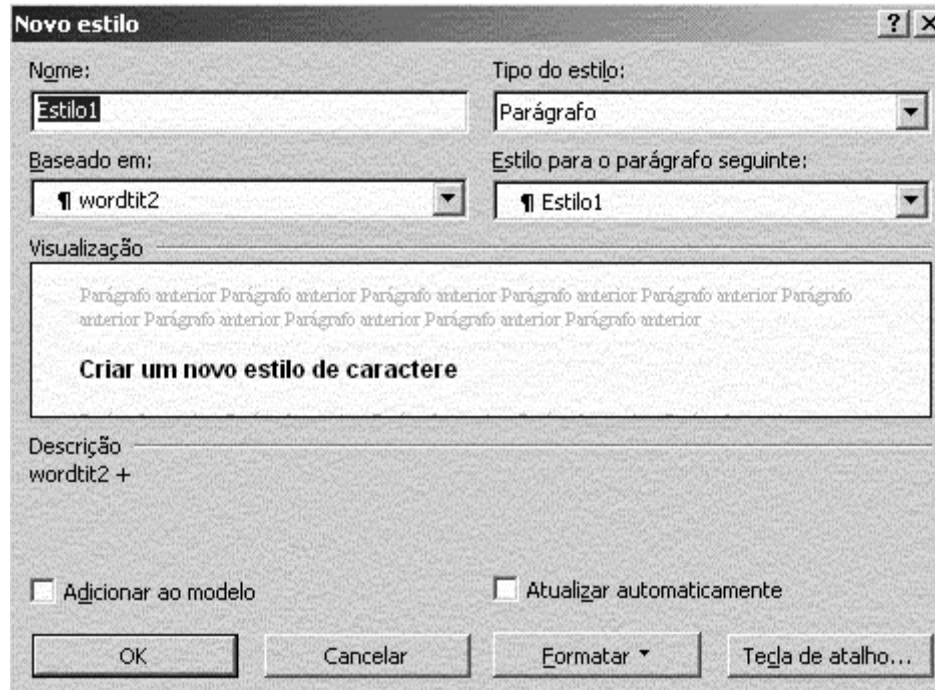 Novo estilo
Nome:
Tipo do estilo:
Estilo1
Parágrafo
Baseado em:
Estilo para o parágrafo seguinte:
¶ wordtit2
¶ Estilo1
Visualização
Parágrafo anterior Parágrafo anterior Parágrafo anterior Parágrafo anterior Parágrafo anterior Parágrafo
anterior Parágrafo anterior Parágrafo anterior Parágrafo anterior Parágrafo anterior
Criar um novo estilo de caractere
Descrição
wordtit2 +
Adicionar ao modelo
Atualizar automaticamente
OK
Cancelar
Formatar
Tecla de atalho...